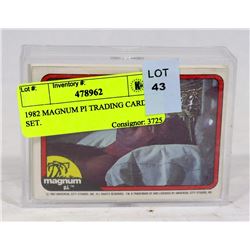 Lot #:
Inventory #:
478962
LOT
43
1982 MAGNUM PI TRADING CARD
SET.
Consignor: 3725
magnum
p.i.